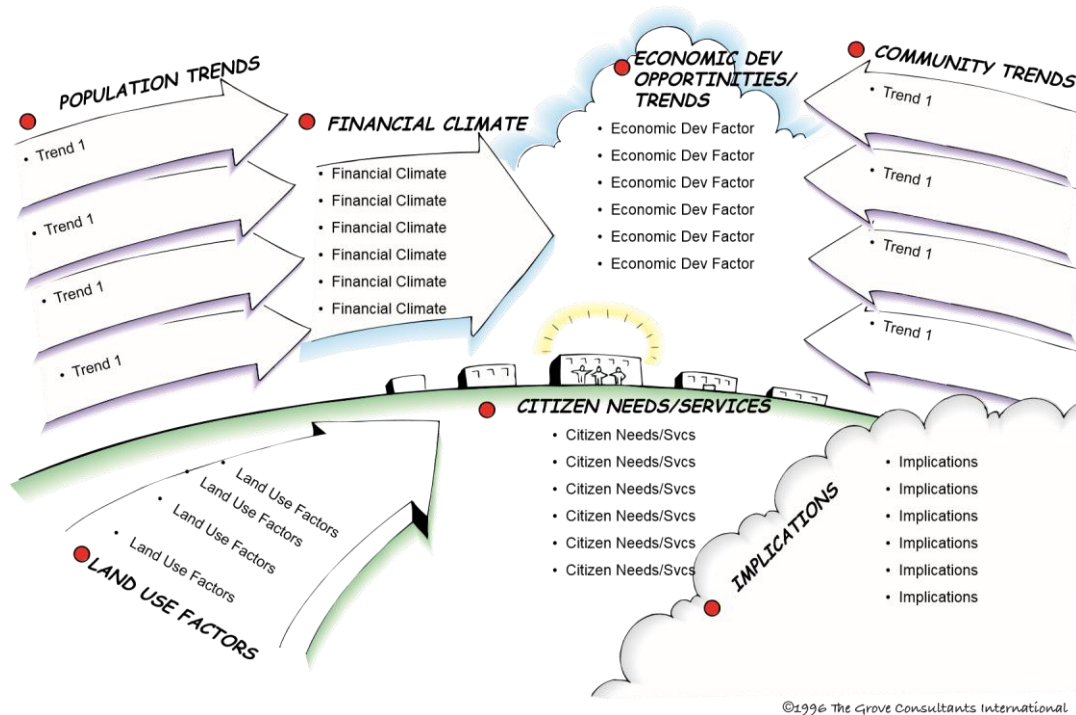 POPULATION TRENDS
• Trend 1
• Trend 1
• Trend 1
• Trend 1
FINANCIAL CLIMATE
• Financial Climate
• Financial Climate
• Financial Climate
• Financial Climate
• Financial Climate
• Financial Climate
ECONOMIC DEV
OPPORTINITIES/
TRENDS
• Economic Dev Factor
• Economic Dev Factor
• Economic Dev Factor
• Economic Dev Factor
• Economic Dev Factor
• Economic Dev Factor
COMMUNITY TRENDS
• Trend 1
• Trend 1
• Trend 1
• Trend 1
CITIZEN NEEDS/SERVICES
• Citizen Needs/Svcs
• Citizen Needs/Svcs
• Citizen Needs/Svcs
• Citizen Needs/Svcs
• Citizen Needs/Svcs
• Citizen Needs/Svcs
• Land Use Factors
• Land Use Factors
• Land Use Factors
• Land Use Factors
LAND USE FACTORS
IMPLICATIONS
• Implications
• Implications
• Implications
• Implications
• Implications
• Implications
©1996 The Grove Consultants International